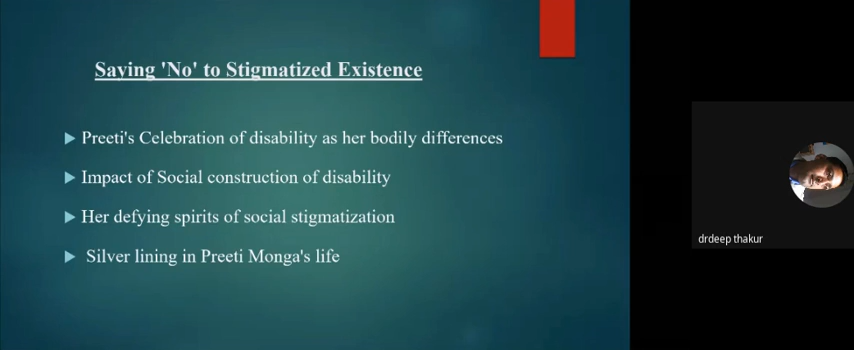 Saying 'No' to Stigmatized Existence
Preeti's Celebration of disability as her bodily differences
Impact of Social construction of disability
Her defying spirits of social stigmatization
Silver lining in Preeti Monga's life
drdeep thakur